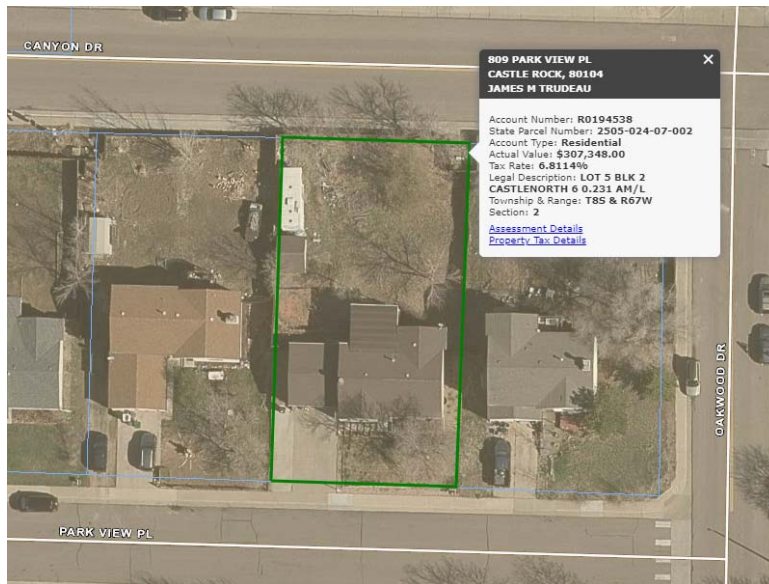 CANYON DR
809 PARK VIEW PL
CASTLE ROCK, 80104
JAMES M TRUDEAU
Account Number: R0194538
State Parcel Number: 2505-024-07-002
Account Type: Residential
Actual Value: $307,348.00
Tax Rate: 6.8114%
Legal Description: LOT 5 BLK 2
CASTLENORTH 6 0.231 AM/L
Township & Range: T8S & R67W
Section: 2
Assessment Details
Property Tax Details
OAKWOOD DR
PARK VIEW PL